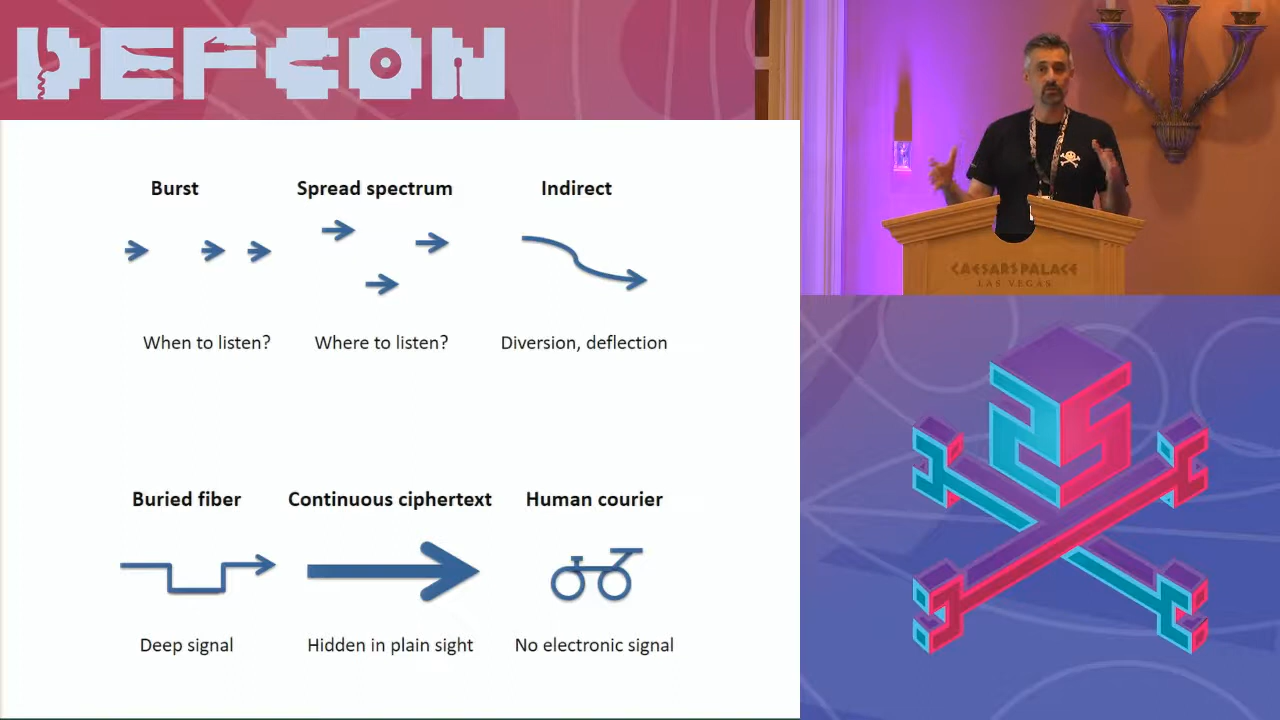 DEFCON
Burst
Spread spectrum
Indirect
When to listen?
Where to listen?
Diversion, deflection
Buried fiber
Continuous ciphertext
Human courier
Deep signal
Hidden in plain sight
No electronic signal
CAESARS PALACE
LAS VEGAS
25